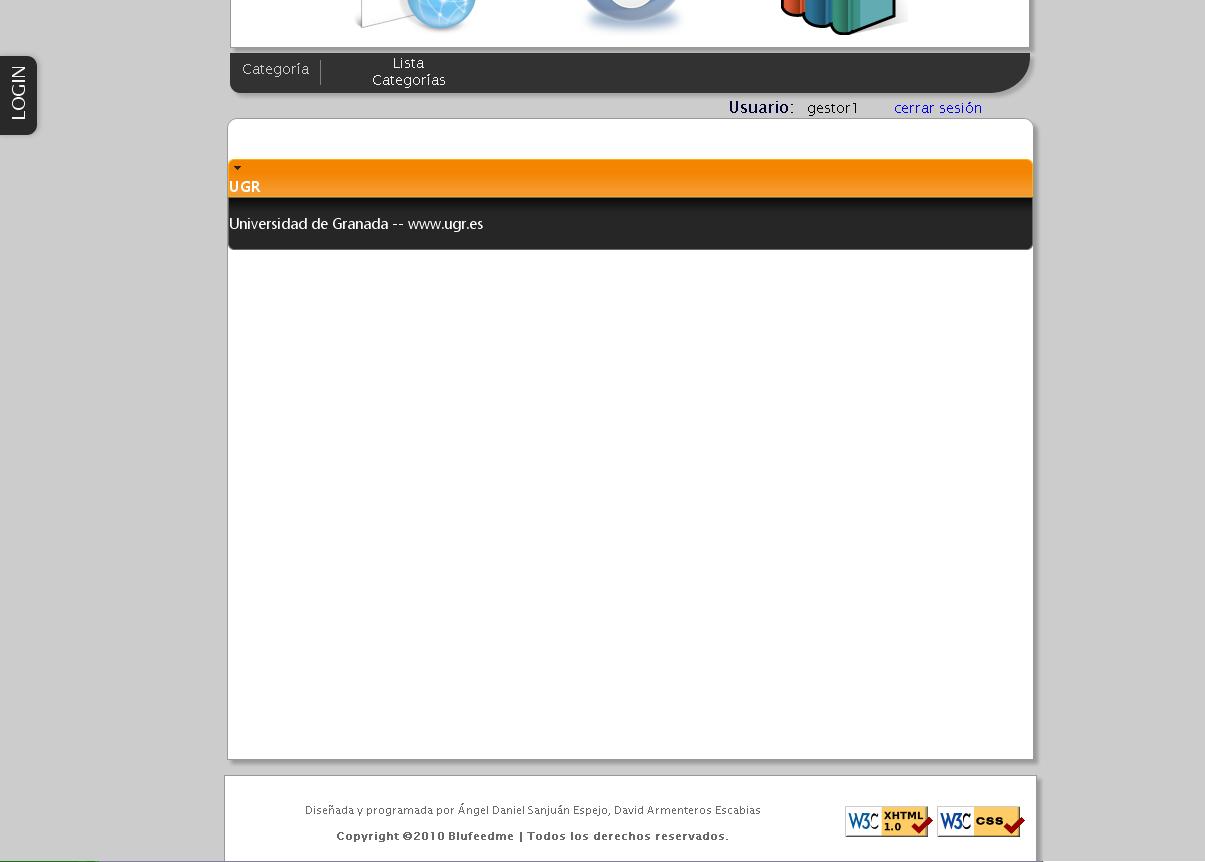 LOGIN
Categoría
Lista
Categorías
Usuario: gestor1 cerrar sesión
UGR
Universidad de Granada -- www.ugr.es
Diseñada y programada por Ángel Daniel Sanjuán Espejo, David Armenteros Escabias
Copyright ©2010 Blufeedme | Todos los derechos reservados.
W3C XHTML 1.0
W3C css